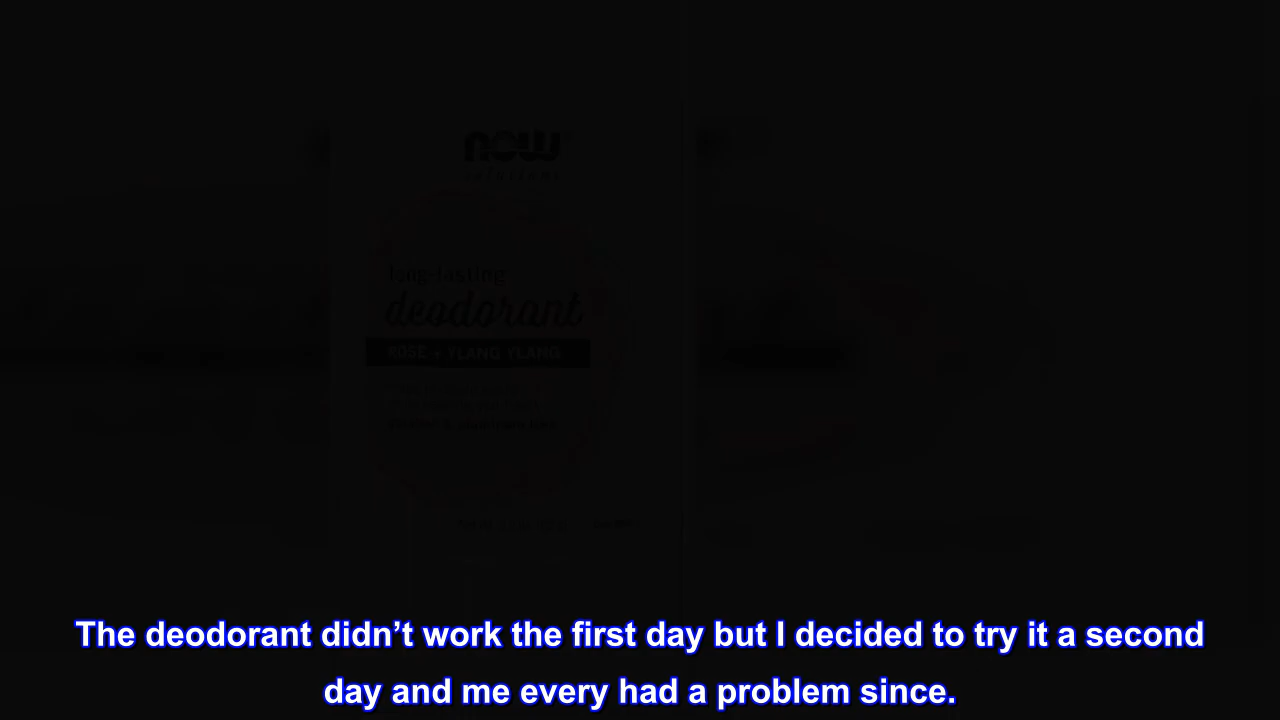 now
solutions
long-lasting
deodorant
ROSE + YLANG YLANG
The deodorant didn’t work the first day but I decided to try it a second
day and me every had a problem since.